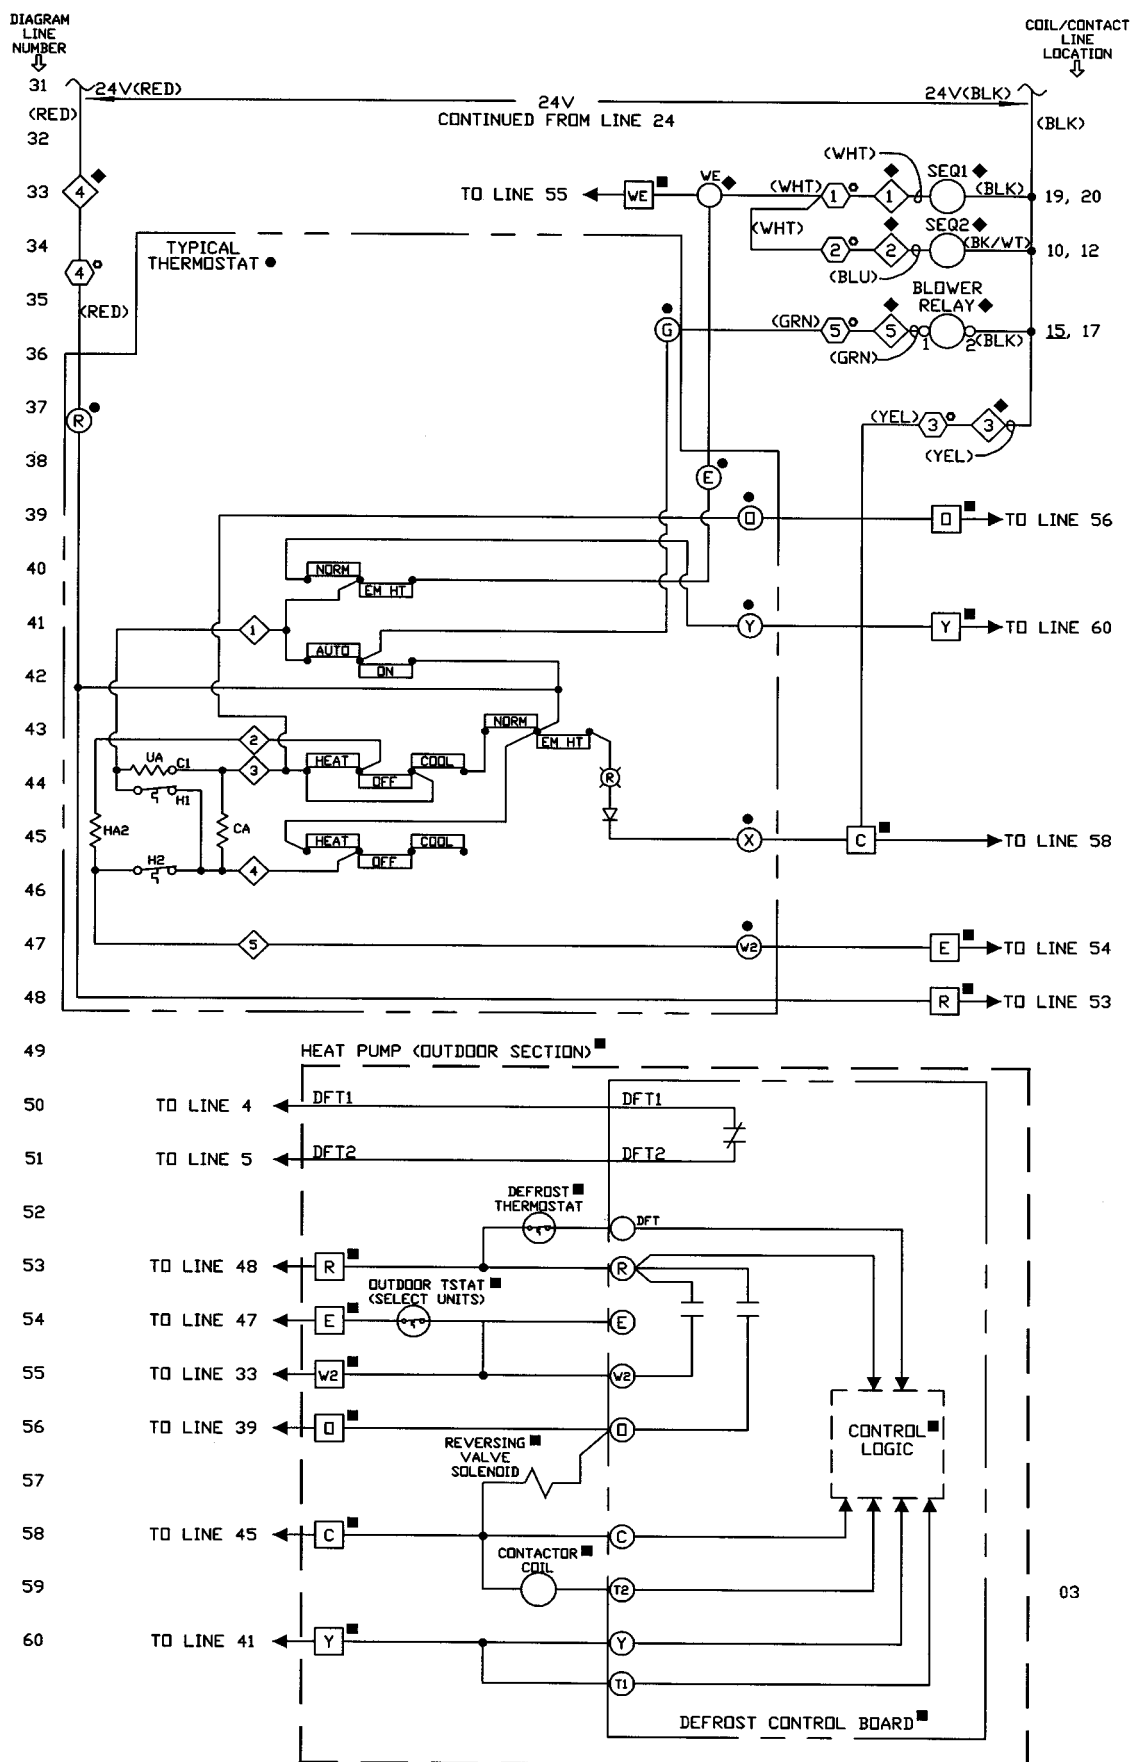 DIAGRAM
LINE
NUMBER
COIL/CONTACT
LINE
LOCATION
31
24V(RED)
24V
CONTINUED FROM LINE 24
24V(BLK)
(RED)
(BLK)
32
(WHT)
33
4
TO LINE 55
WE
WE
(WHT)
1
1
SEQ1
(BLK)
19, 20
34
TYPICAL
THERMOSTAT
(WHT)
2
2
SEQ2
(BK/WT)
10, 12
4
(BLU)
35
(RED)
BLOWER
RELAY
G
(GRN)
5
5
1
2
(BLK)
15, 17
36
(GRN)
37
R
(YEL)
3
3
38
(YEL)
E
39
O
O
TO LINE 56
40
NORM
EM HT
41
1
Y
Y
TO LINE 60
AUTO
42
ON
43
NORM
2
EM HT
UA
C1
3
HEAT
COOL
44
OFF
R
H1
45
HA2
CA
HEAT
COOL
X
C
TO LINE 58
H2
4
OFF
46
47
5
W2
E
TO LINE 54
48
R
TO LINE 53
49
HEAT PUMP (OUTDOOR SECTION)
50
TO LINE 4
DFT1
DFT1
51
TO LINE 5
DFT2
DFT2
52
DEFROST
THERMOSTAT
DFT
53
TO LINE 48
R
R
OUTDOOR TSTAT
(SELECT UNITS)
54
TO LINE 47
E
E
55
TO LINE 33
W2
W2
56
TO LINE 39
O
O
CONTROL
LOGIC
REVERSING
VALVE
SOLENOID
57
58
TO LINE 45
C
C
CONTACTOR
COIL
59
T2
03
60
TO LINE 41
Y
Y
T1
DEFROST CONTROL BOARD